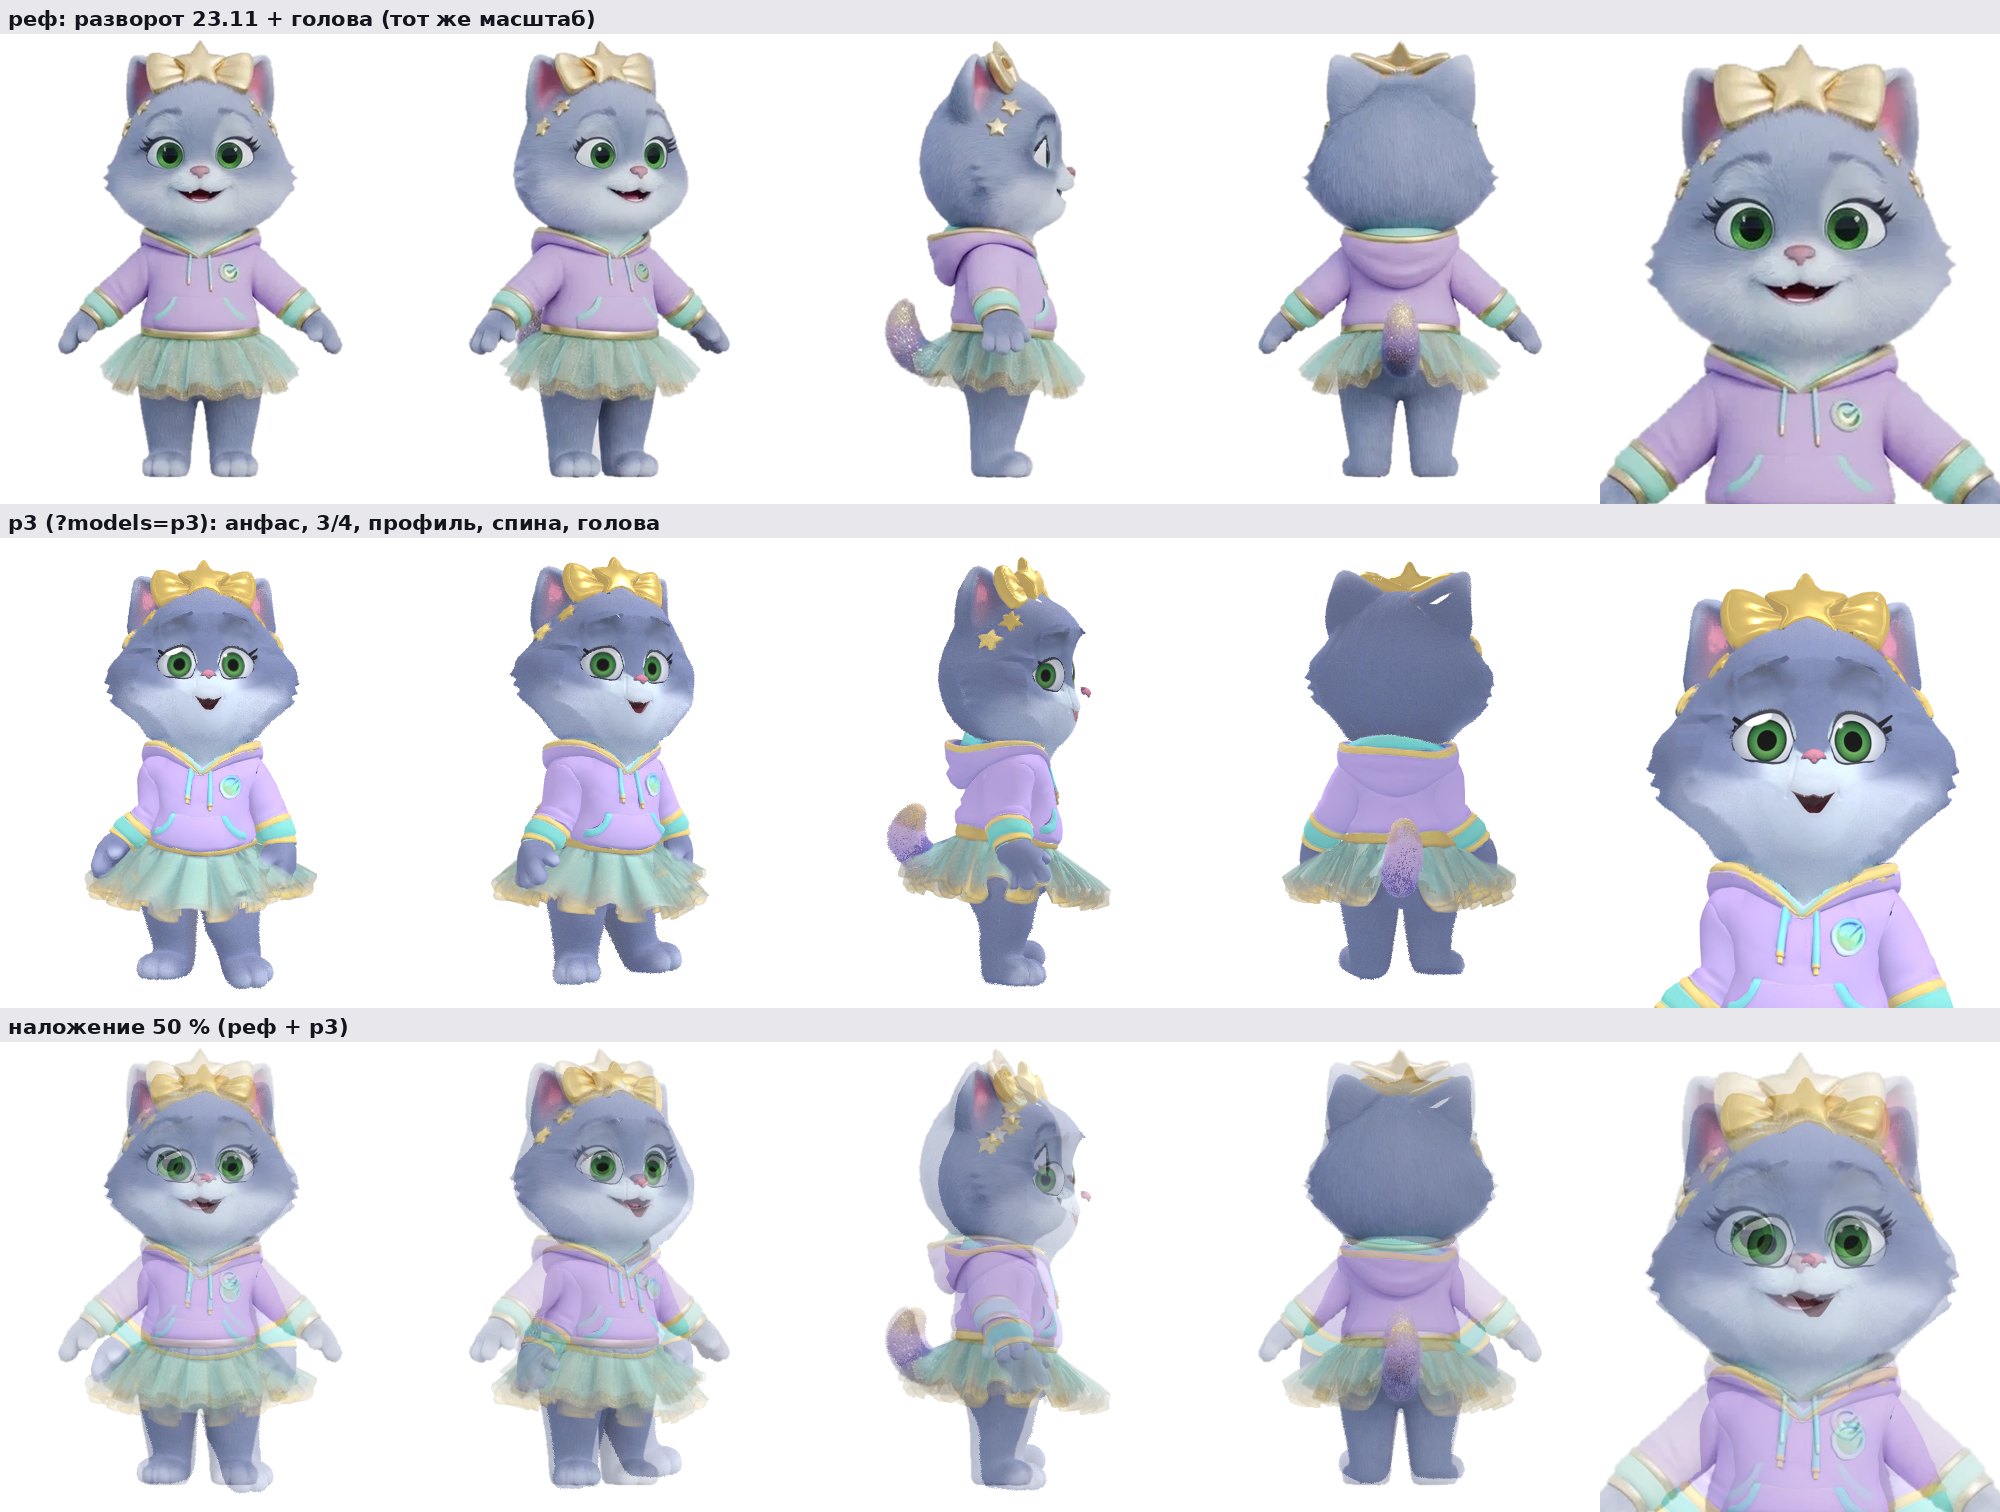 реф: разворот 23.11 + голова (тот же масштаб)
p3 (?models=p3): анфас, 3/4, профиль, спина, голова
наложение 50 % (реф + p3)